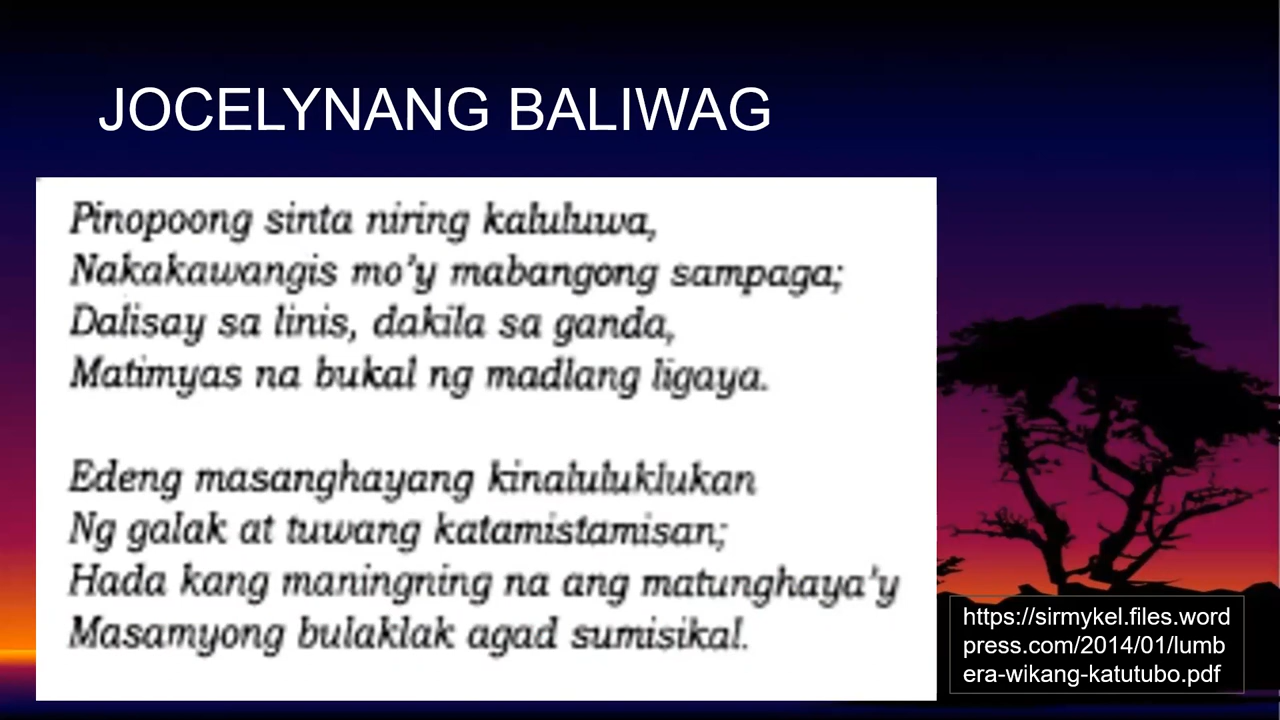 JOCELYNANG BALIWAG
Pinopoong sinta niring kaluluwa,
Nakakawangis mo'y mabangong sampaga;
Dalisay sa linis, dakila sa ganda,
Matimyas na bukal ng madlang ligaya.
Edeng masanghayang kinaluluklukan
Ng galak at tuwang katamistamisan;
Hada kang maningning na ang matunghaya'y
Masamyong bulaklak agad sumisikal.
https://sirmykel.files.word
press.com/2014/01/lumb
era-wikang-katutubo.pdf